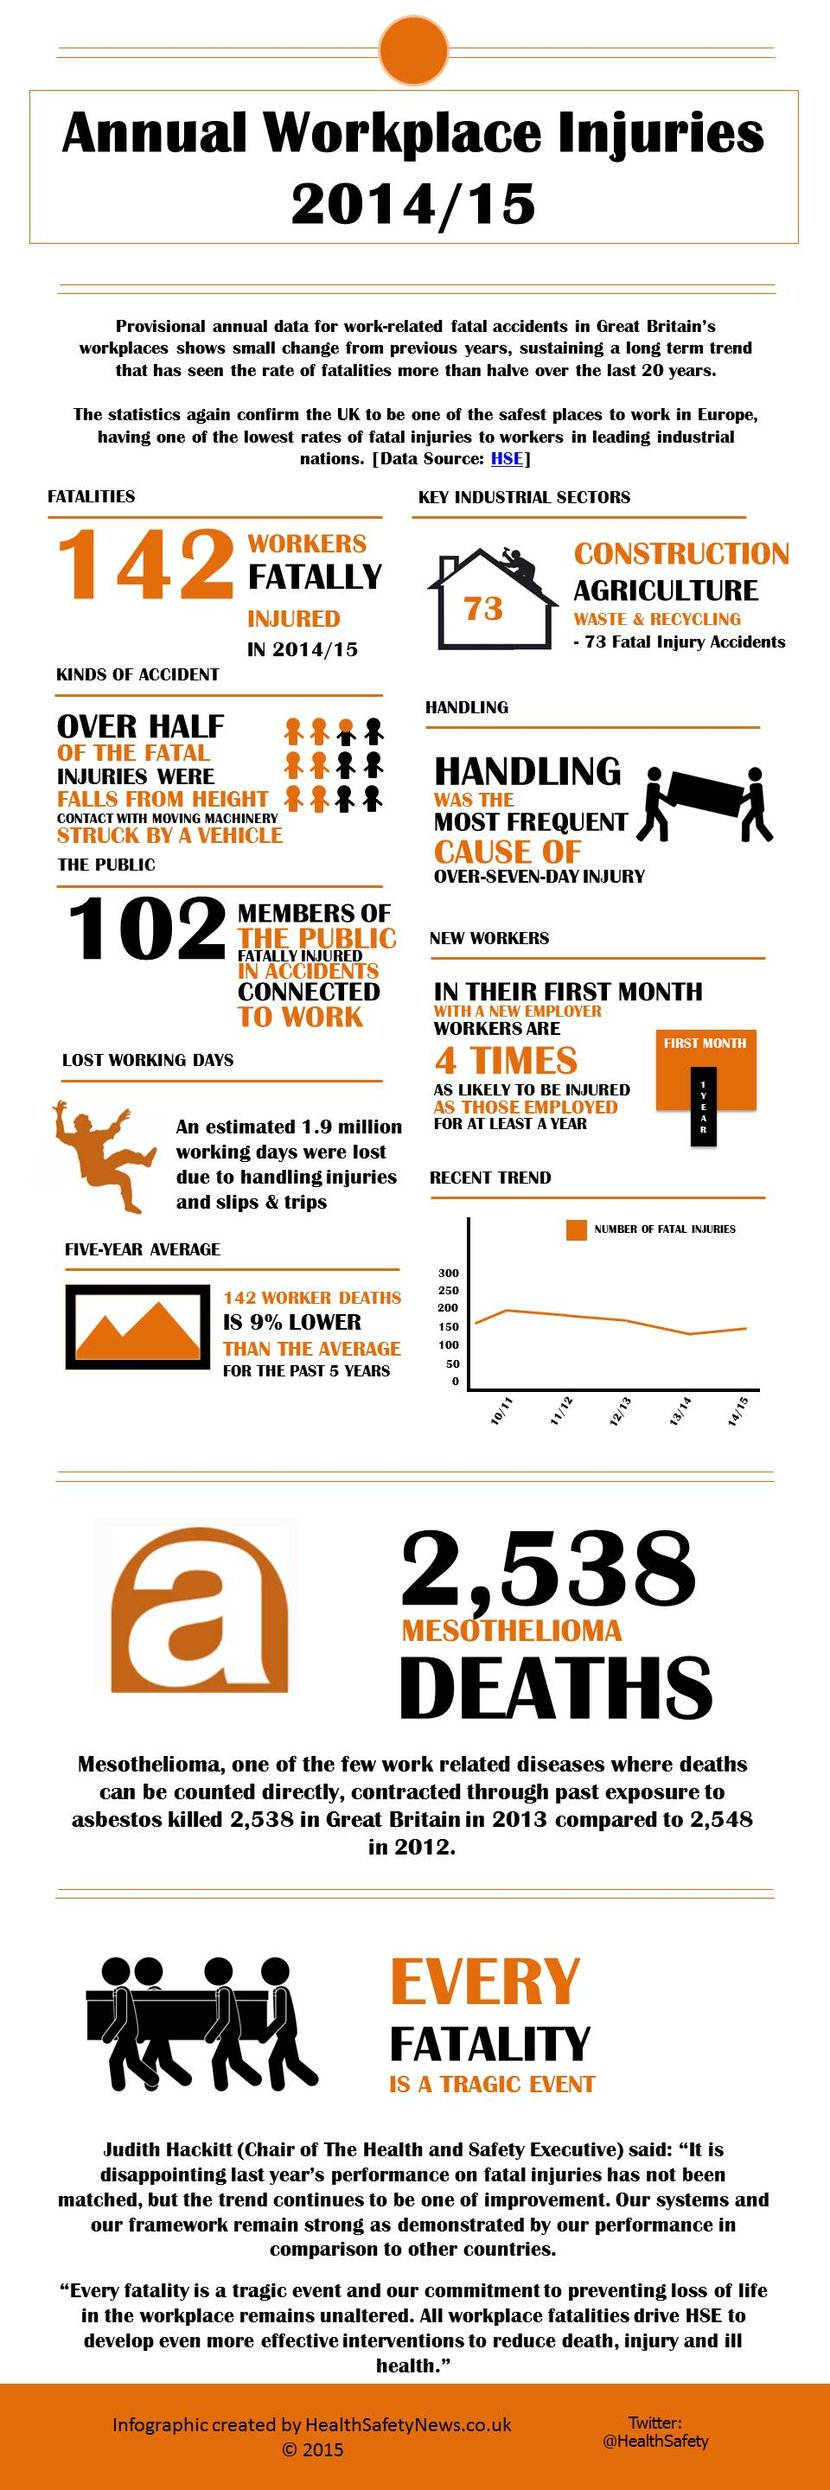 Annual Workplace Injuries
2014/15
Provisional annual data for work-related fatal accidents in Great Britain's
workplaces shows small change from previous years, sustaining a long term trend
that has seen the rate of fatalities more than halve over the last 20 years.
The statistics again confirm the UK to be one of the safest places to work in Europe,
having one of the lowest rates of fatal injuries to workers in leading industrial
nations. [Data Source: HSE]
FATALITIES
142
WORKERS
FATALLY
INJURED
IN 2014/15
KINDS OF ACCIDENT
OVER HALF
OF THE FATAL
INJURIES WERE
FALLS FROM HEIGHT
CONTACT WITH MOVING MACHINERY
STRUCK BY A VEHICLE
THE PUBLIC
102
MEMBERS OF
THE PUBLIC
FATALLY INJURED
IN ACCIDENTS
CONNECTED
TO WORK
LOST WORKING DAYS
An estimated 1.9 million
working days were lost
due to handling injuries
and slips & trips
FIVE-YEAR AVERAGE
142 WORKER DEATHS
IS 9% LOWER
THAN THE AVERAGE
FOR THE PAST 5 YEARS
KEY INDUSTRIAL SECTORS
73
CONSTRUCTION
AGRICULTURE
WASTE & RECYCLING
- 73 Fatal Injury Accidents
HANDLING
HANDLING
WAS THE
MOST FREQUENT
CAUSE OF
OVER-SEVEN-DAY INJURY
NEW WORKERS
IN THEIR FIRST MONTH
WITH A NEW EMPLOYER
WORKERS ARE
4 TIMES
AS LIKELY TO BE INJURED
AS THOSE EMPLOYED
FOR AT LEAST A YEAR
FIRST MONTH
1 YEAR
RECENT TREND
NUMBER OF FATAL INJURIES
300
250
200
150
100
50
0
10/11
11/12
12/13
13/14
14/15
a
2,538
MESOTHELIOMA
DEATHS
Mesothelioma, one of the few work related diseases where deaths
can be counted directly, contracted through past exposure to
asbestos killed 2,538 in Great Britain in 2013 compared to 2,548
in 2012.
EVERY
FATALITY
IS A TRAGIC EVENT
Judith Hackitt (Chair of The Health and Safety Executive) said: "It is
disappointing last year's performance on fatal injuries has not been
matched, but the trend continues to be one of improvement. Our systems and
our framework remain strong as demonstrated by our performance in
comparison to other countries.
"Every fatality is a tragic event and our commitment to preventing loss of life
in the workplace remains unaltered. All workplace fatalities drive HSE to
develop even more effective interventions to reduce death, injury and ill
health."
Infographic created by HealthSafetyNews.co.uk
© 2015
Twitter:
@HealthSafety